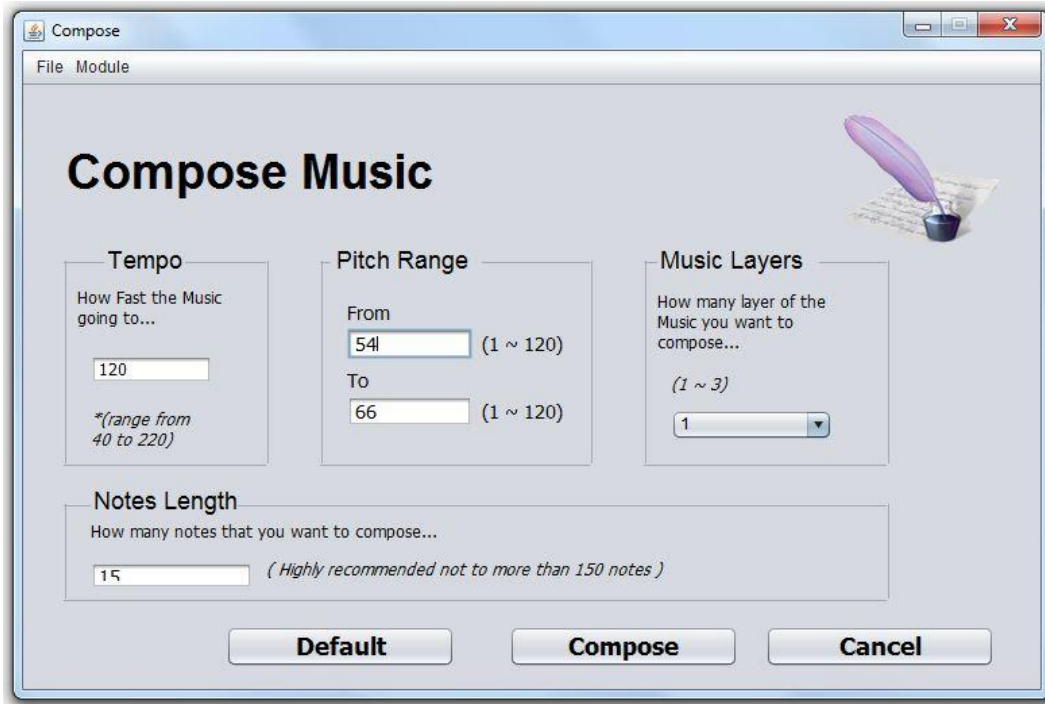 Compose
File Module
Compose Music
Tempo
How Fast the Music
going to...
120
*(range from
40 to 220)
Pitch Range
From
54 (1 ~ 120)
To
66 (1 ~ 120)
Music Layers
How many layer of the
Music you want to
compose...
(1 ~ 3)
1
Notes Length
How many notes that you want to compose...
15 ( Highly recommended not to more than 150 notes )
Default Compose Cancel